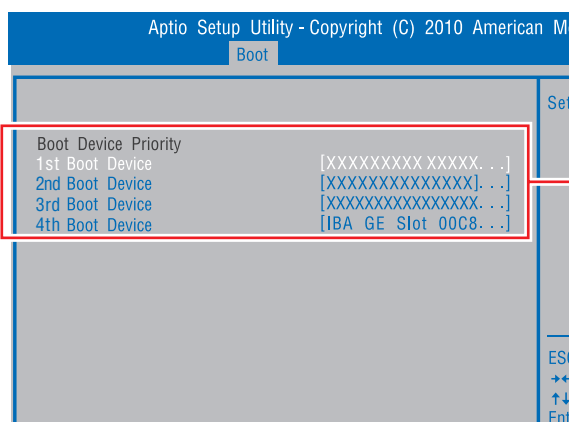 Aptio Setup Utility - Copyright (C) 2010 American
Boot
Set
Boot Device Priority
1st Boot Device [XXXXXXXXX XXXXX. . .]
2nd Boot Device [XXXXXXXXXXXXXX]. . .]
3rd Boot Device [XXXXXXXXXXXXXXX. . .]
4th Boot Device [IBA GE Slot 00C8. . .]
ESC
→←
↑↓
Ent